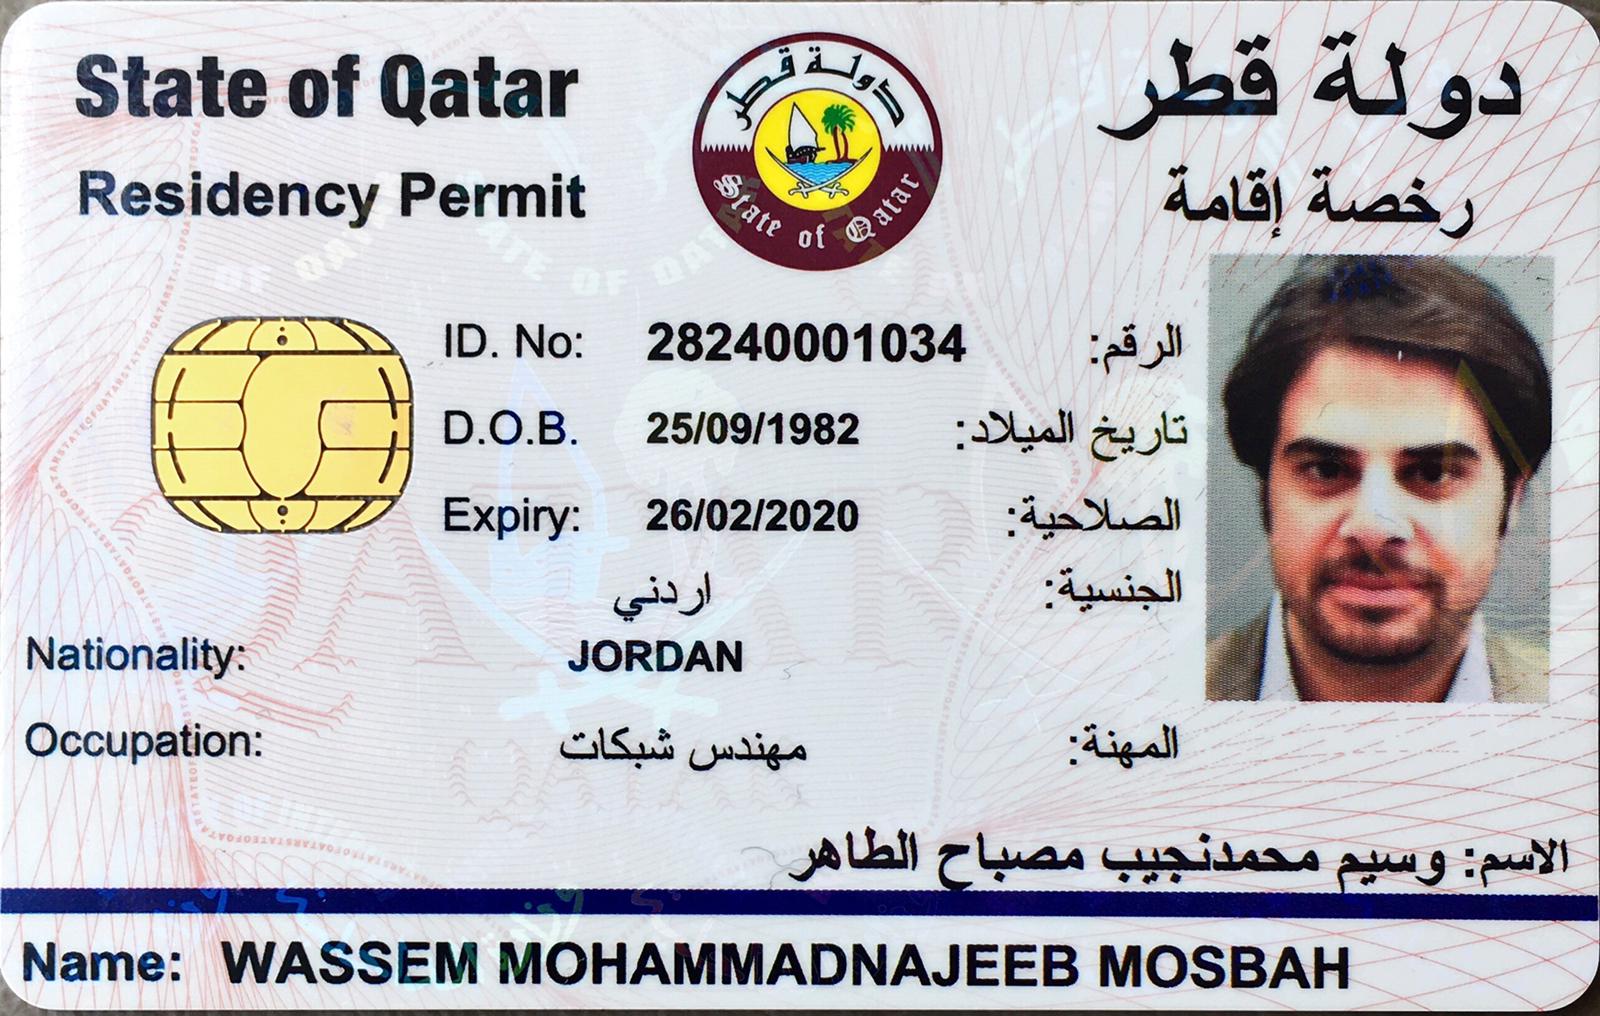 State of Qatar
دولة قطر
Residency Permit
رخصة إقامة
دولة قطر
State of Qatar
ID. No: 28240001034 الرقم:
D.O.B. 25/09/1982 تاريخ الميلاد:
Expiry: 26/02/2020 الصلاحية:
اردني الجنسية:
Nationality: JORDAN
Occupation: مهندس شبكات المهنة:
الاسم: وسيم محمدنجيب مصباح الطاهر
Name: WASSEM MOHAMMADNAJEEB MOSBAH